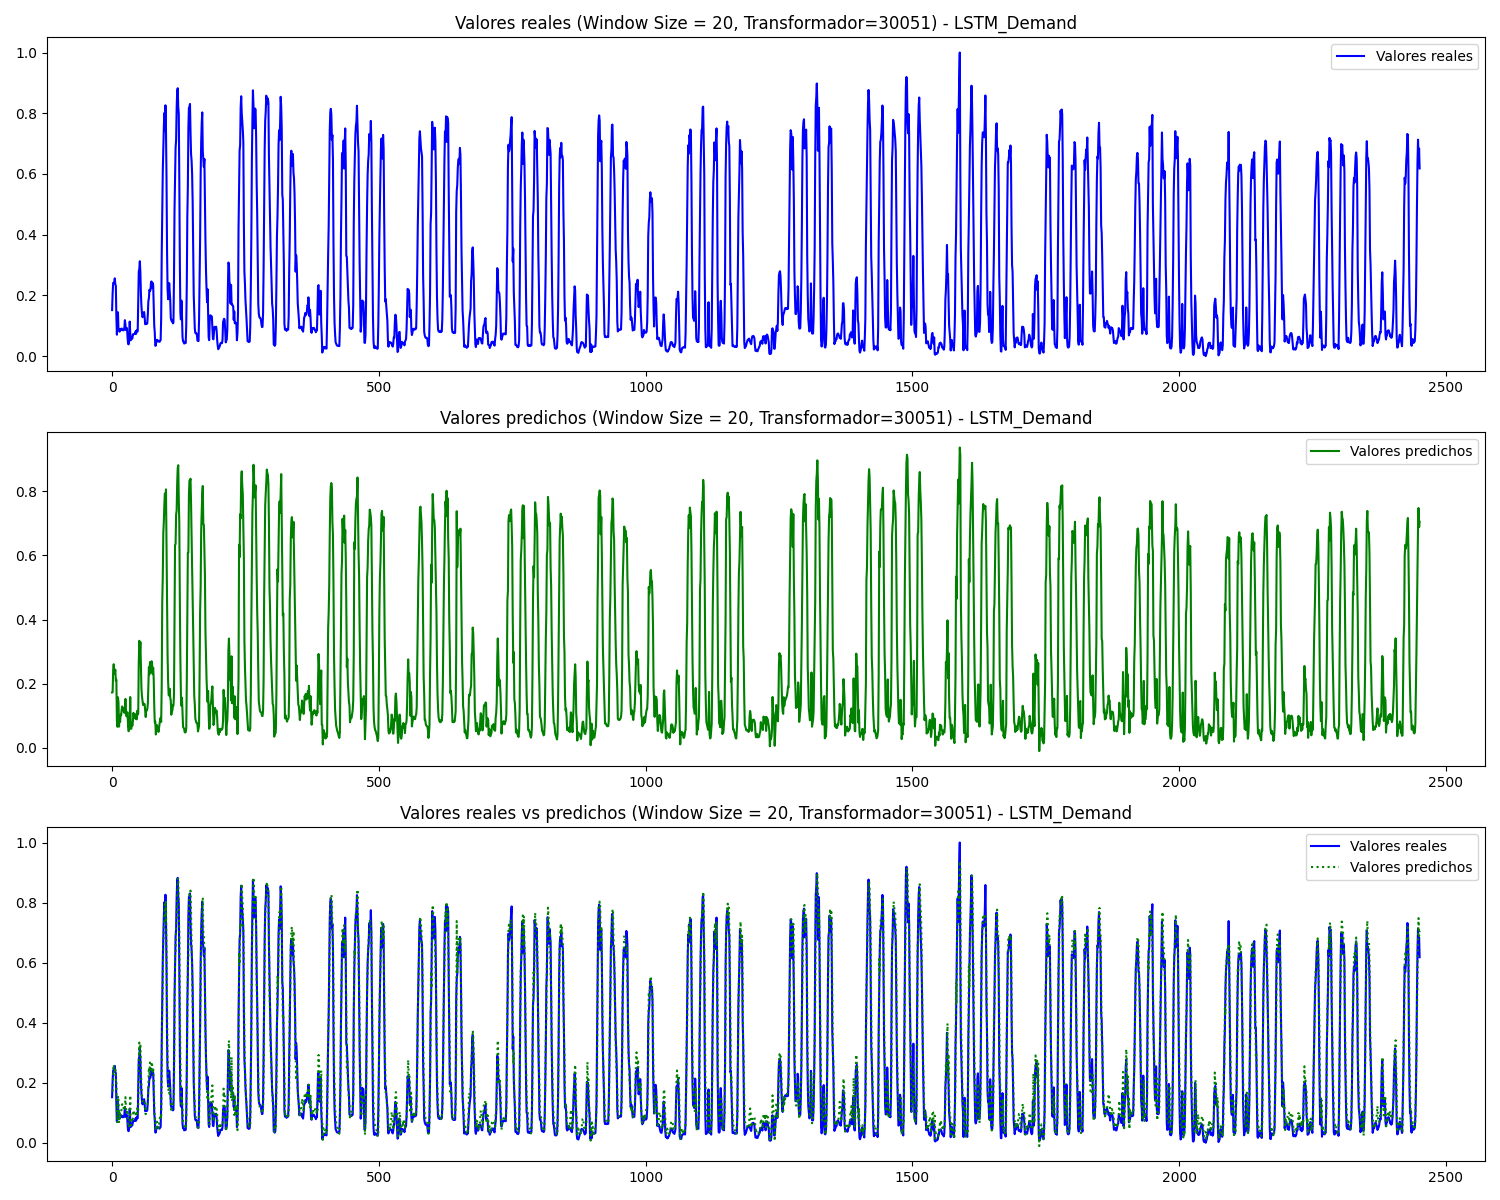 Valores reales (Window Size = 20, Transformador=30051) - LSTM_Demand
1.0
0.8
0.6
0.4
0.2
0.0
Valores reales
0 500 1000 1500 2000 2500
Valores predichos (Window Size = 20, Transformador=30051) - LSTM_Demand
0.8
0.6
0.4
0.2
0.0
Valores predichos
0 500 1000 1500 2000 2500
Valores reales vs predichos (Window Size = 20, Transformador=30051) - LSTM_Demand
1.0
0.8
0.6
0.4
0.2
0.0
Valores reales
Valores predichos
0 500 1000 1500 2000 2500